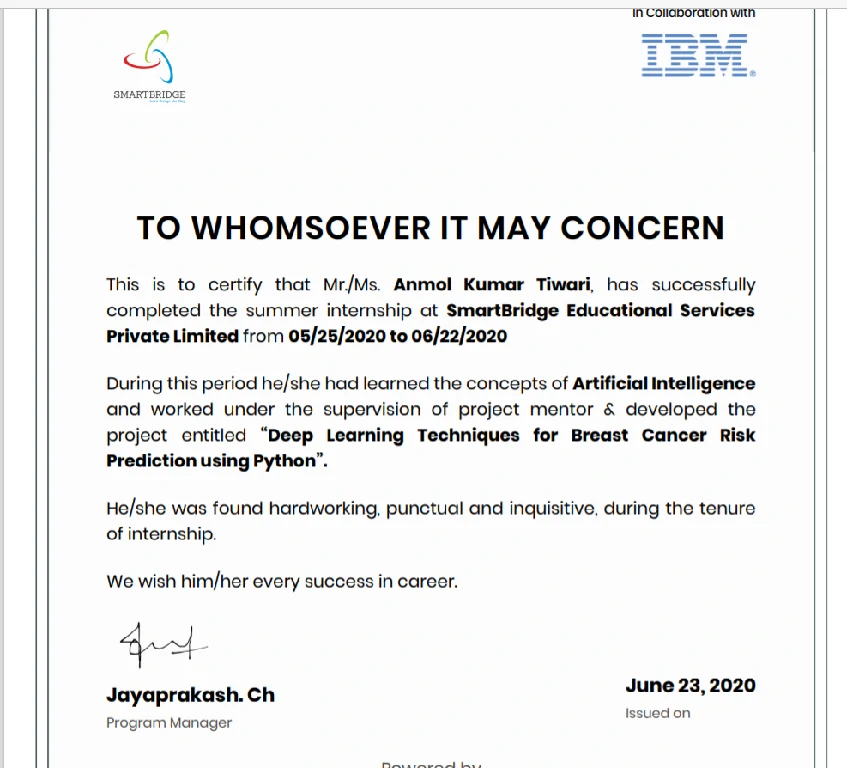 In Collaboration with
IBM®
SMARTBRIDGE
TO WHOMSOEVER IT MAY CONCERN
This is to certify that Mr./Ms. Anmol Kumar Tiwari, has successfully
completed the summer internship at SmartBridge Educational Services
Private Limited from 05/25/2020 to 06/22/2020
During this period he/she had learned the concepts of Artificial Intelligence
and worked under the supervision of project mentor & developed the
project entitled “Deep Learning Techniques for Breast Cancer Risk
Prediction using Python”.
He/she was found hardworking, punctual and inquisitive, during the tenure
of internship.
We wish him/her every success in career.
Jayaprakash. Ch
Program Manager
June 23, 2020
Issued on
Powered by